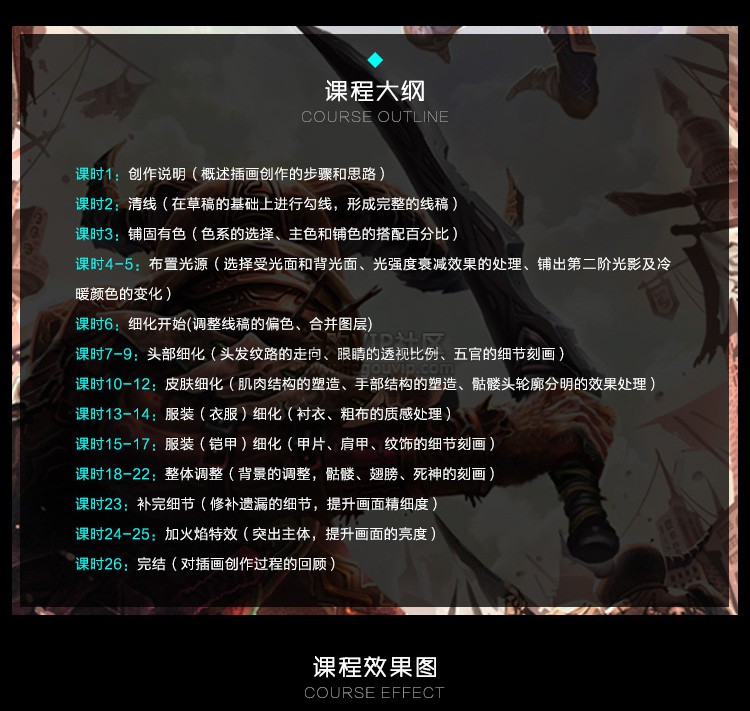 课程大纲
COURSE OUTLINE
课时1：创作说明（概述插画创作的步骤和思路）
课时2：清线（在草稿的基础上进行勾线，形成完整的线稿）
课时3：铺固有色（色系的选择、主色和铺色的搭配百分比）
课时4-5：布置光源（选择受光面和背光面、光强度衰减效果的处理、铺出第二阶光影及冷
暖颜色的变化）
课时6：细化开始(调整线稿的偏色、合并图层)
课时7-9：头部细化（头发纹路的走向、眼睛的透视比例、五官的细节刻画）
课时10-12：皮肤细化（肌肉结构的塑造、手部结构的塑造、骷髅头轮廓分明的效果处理）
课时13-14：服装（衣服）细化（衬衣、粗布的质感处理）
课时15-17：服装（铠甲）细化（甲片、肩甲、纹饰的细节刻画）
课时18-22：整体调整（背景的调整，骷髅、翅膀、死神的刻画）
课时23：补完细节（修补遗漏的细节，提升画面精细度）
课时24-25：加火焰特效（突出主体，提升画面的亮度）
课时26：完结（对插画创作过程的回顾）
课程效果图
COURSE EFFECT